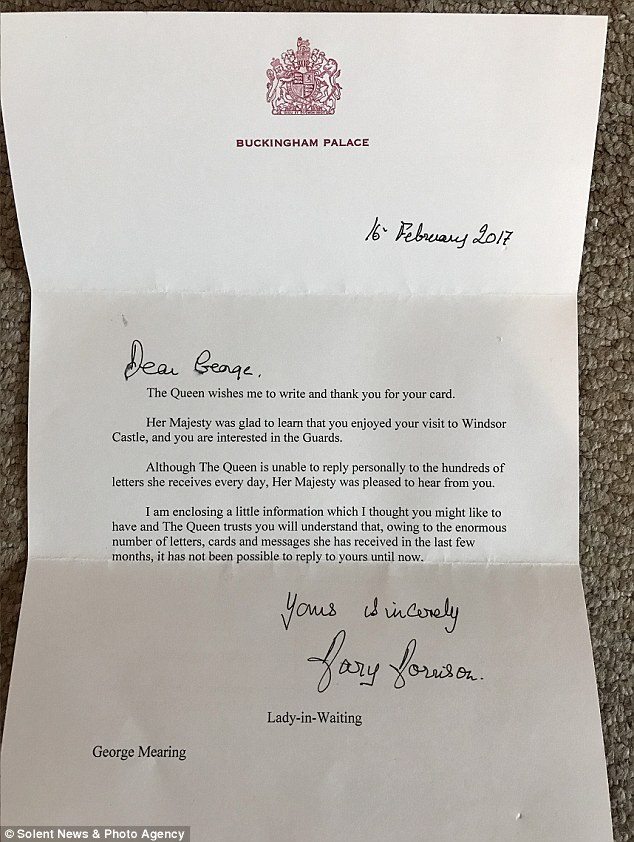 BUCKINGHAM PALACE
16 February 2017
Dear George.
The Queen wishes me to write and thank you for your card.
Her Majesty was glad to learn that you enjoyed your visit to Windsor
Castle, and you are interested in the Guards.
Although The Queen is unable to reply personally to the hundreds of
letters she receives every day, Her Majesty was pleased to hear from you.
I am enclosing a little information which I thought you might like to
have and The Queen trusts you will understand that, owing to the enormous
number of letters, cards and messages she has received in the last few
months, it has not been possible to reply to yours until now.
Yours sincerely
Lady-in-Waiting
George Mearing
© Solent News & Photo Agency